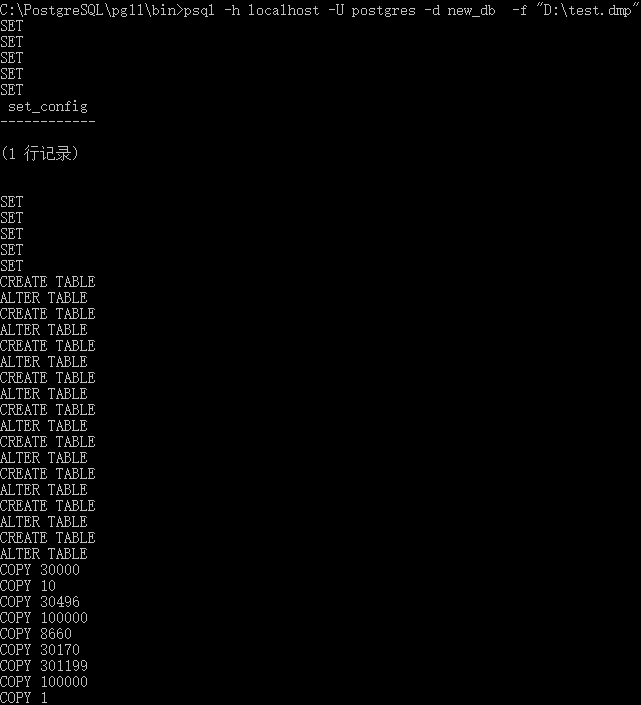 C:\PostgreSQL\pg11\bin>psql -h localhost -U postgres -d new_db  -f "D:\test.dmp"
SET
SET
SET
SET
SET
 set_config
------------

(1 行记录)


SET
SET
SET
SET
SET
CREATE TABLE
ALTER TABLE
CREATE TABLE
ALTER TABLE
CREATE TABLE
ALTER TABLE
CREATE TABLE
ALTER TABLE
CREATE TABLE
ALTER TABLE
CREATE TABLE
ALTER TABLE
CREATE TABLE
ALTER TABLE
CREATE TABLE
ALTER TABLE
CREATE TABLE
ALTER TABLE
COPY 30000
COPY 10
COPY 30496
COPY 100000
COPY 8660
COPY 30170
COPY 301199
COPY 100000
COPY 1